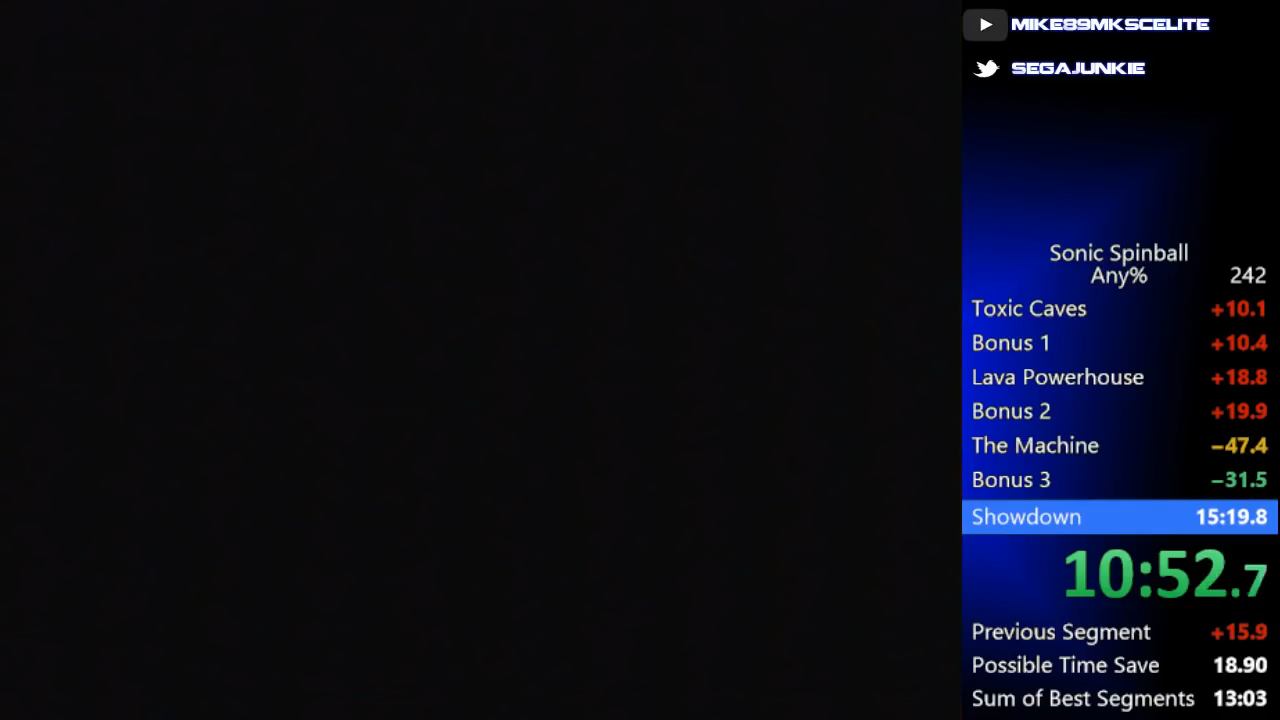 MIKE89MKSCELITE
SEGAJUNKIE
Sonic Spinball
Any% 242
Toxic Caves +10.1
Bonus 1 +10.4
Lava Powerhouse +18.8
Bonus 2 +19.9
The Machine −47.4
Bonus 3 −31.5
Showdown 15:19.8
10:52.7
Previous Segment +15.9
Possible Time Save 18.90
Sum of Best Segments 13:03